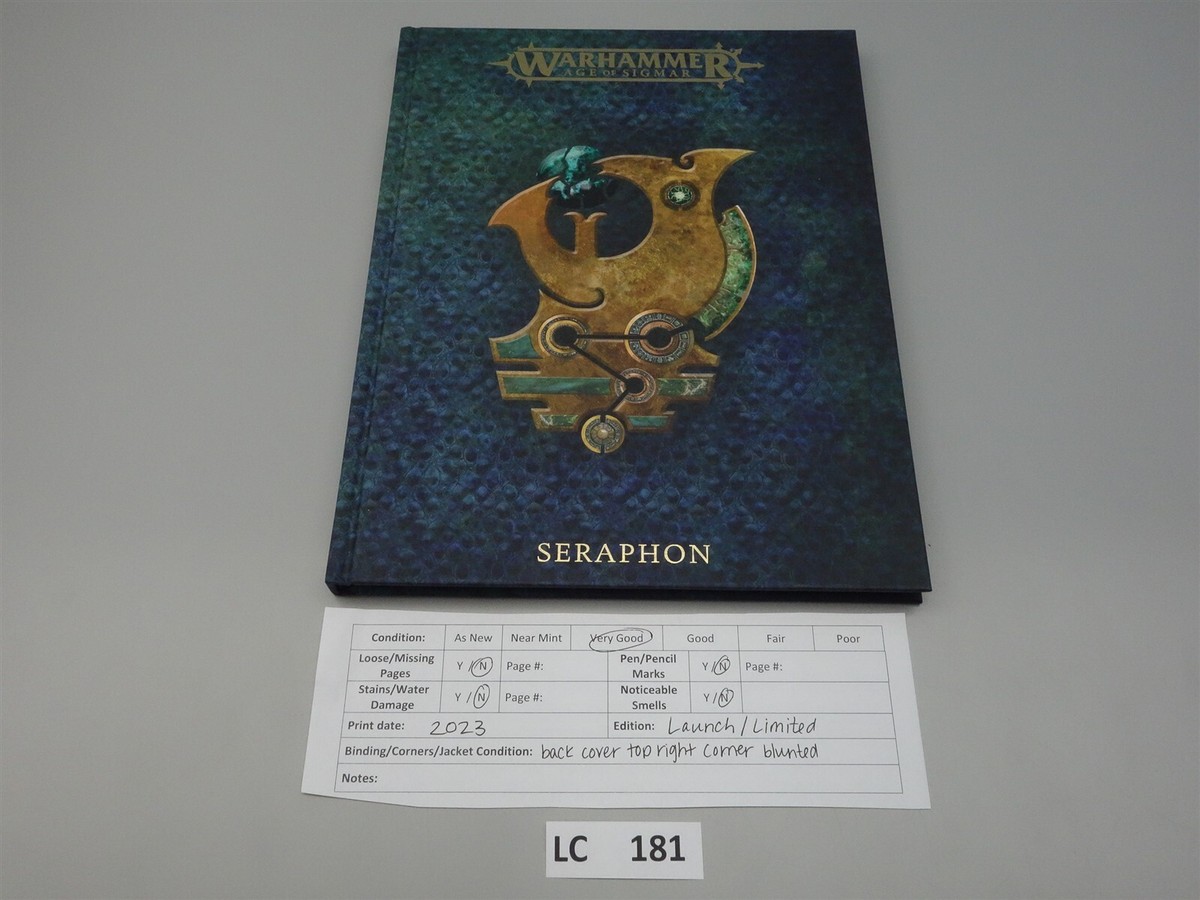 WARHAMMER
AGE OF SIGMAR
SERAPHON
Condition: As New Near Mint Very Good Good Fair Poor
Loose/Missing Pages Y / N Page #: Pen/Pencil Marks Y / N Page #:
Stains/Water Damage Y / N Page #: Noticeable Smells Y / N
Print date: 2023 Edition: Launch/Limited
Binding/Corners/Jacket Condition: back cover top right corner blunted
Notes:
LC 181